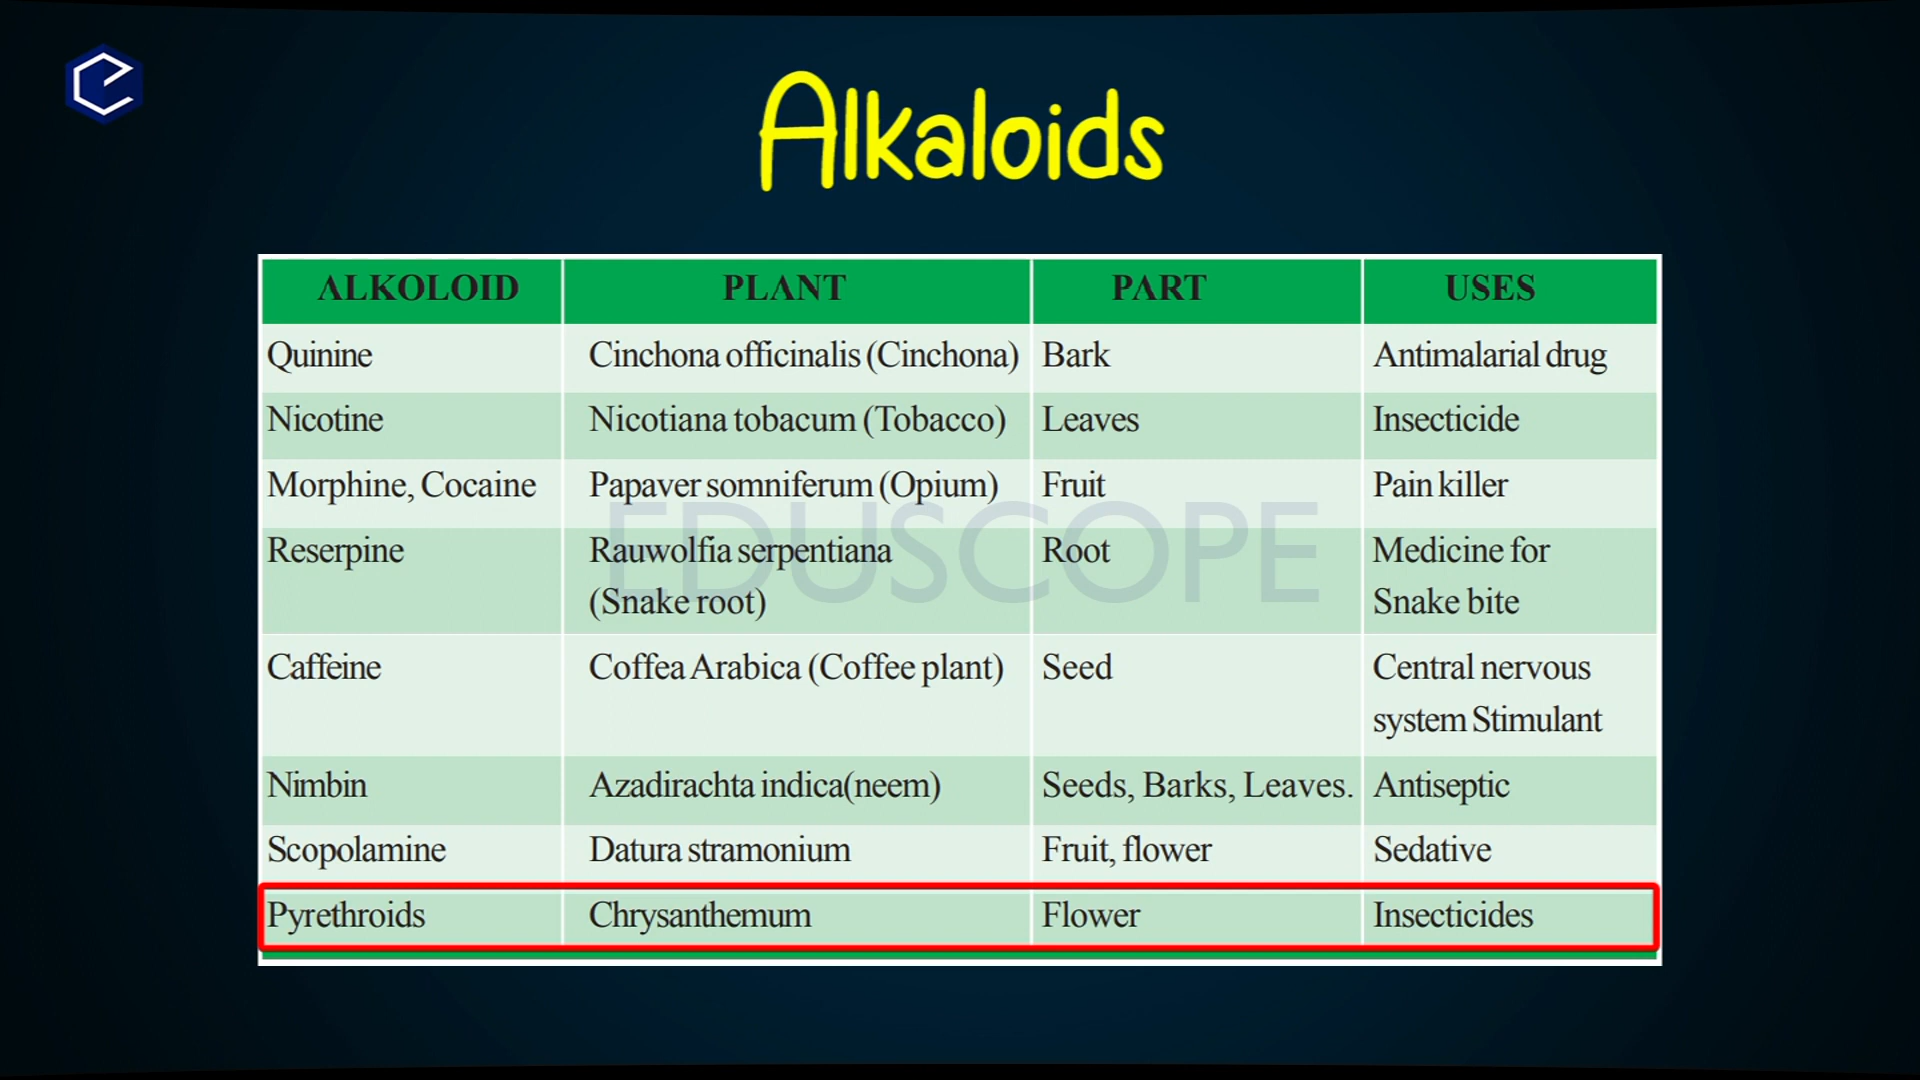 Alkaloids
ALKOLOID PLANT PART USES
Quinine Cinchona officinalis (Cinchona) Bark Antimalarial drug
Nicotine Nicotiana tobacum (Tobacco) Leaves Insecticide
Morphine, Cocaine Papaver somniferum (Opium) Fruit Pain killer
Reserpine Rauwolfia serpentiana Root Medicine for
(Snake root) Snake bite
EDUSCOPE
Caffeine Coffea Arabica (Coffee plant) Seed Central nervous
system Stimulant
Nimbin Azadirachta indica(neem) Seeds, Barks, Leaves. Antiseptic
Scopolamine Datura stramonium Fruit, flower Sedative
Pyrethroids Chrysanthemum Flower Insecticides